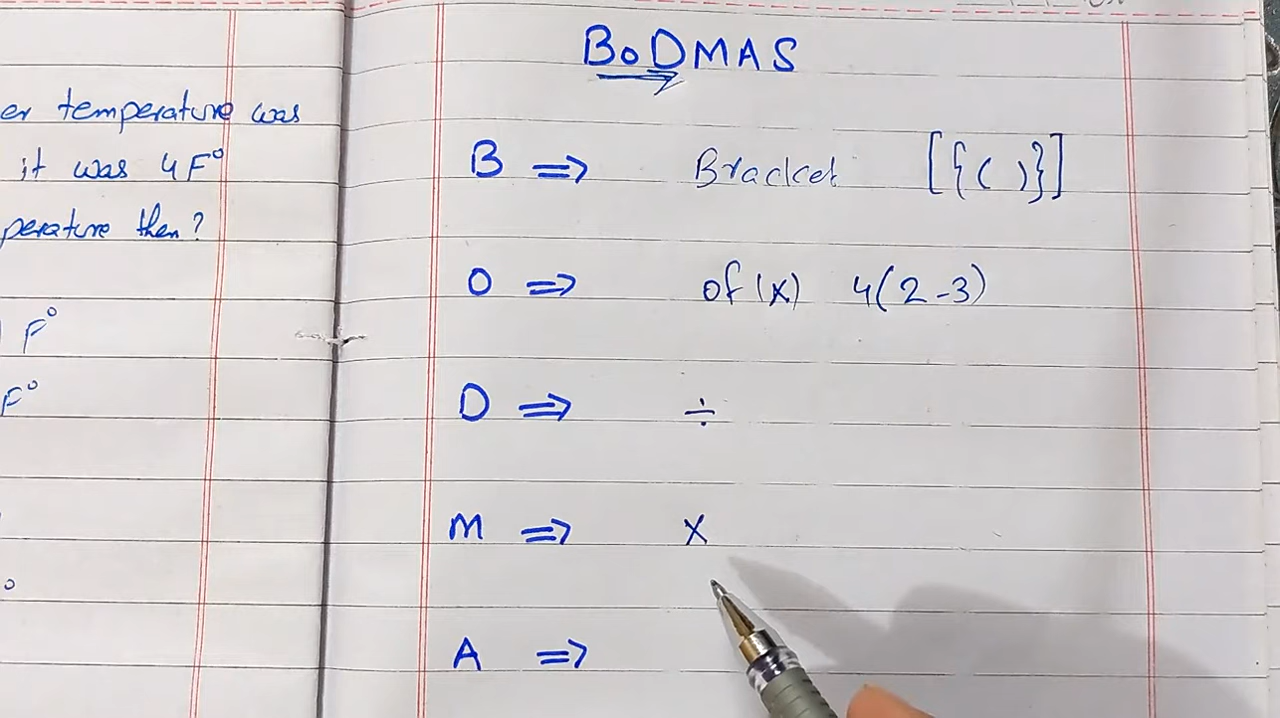 er temperature was
it was 4F°
perature then?
F°
F°
BoDMAS
B ⇒ Bracket [{( )}]
O ⇒ of (x) 4(2-3)
D ⇒ ÷
M ⇒ x
A ⇒